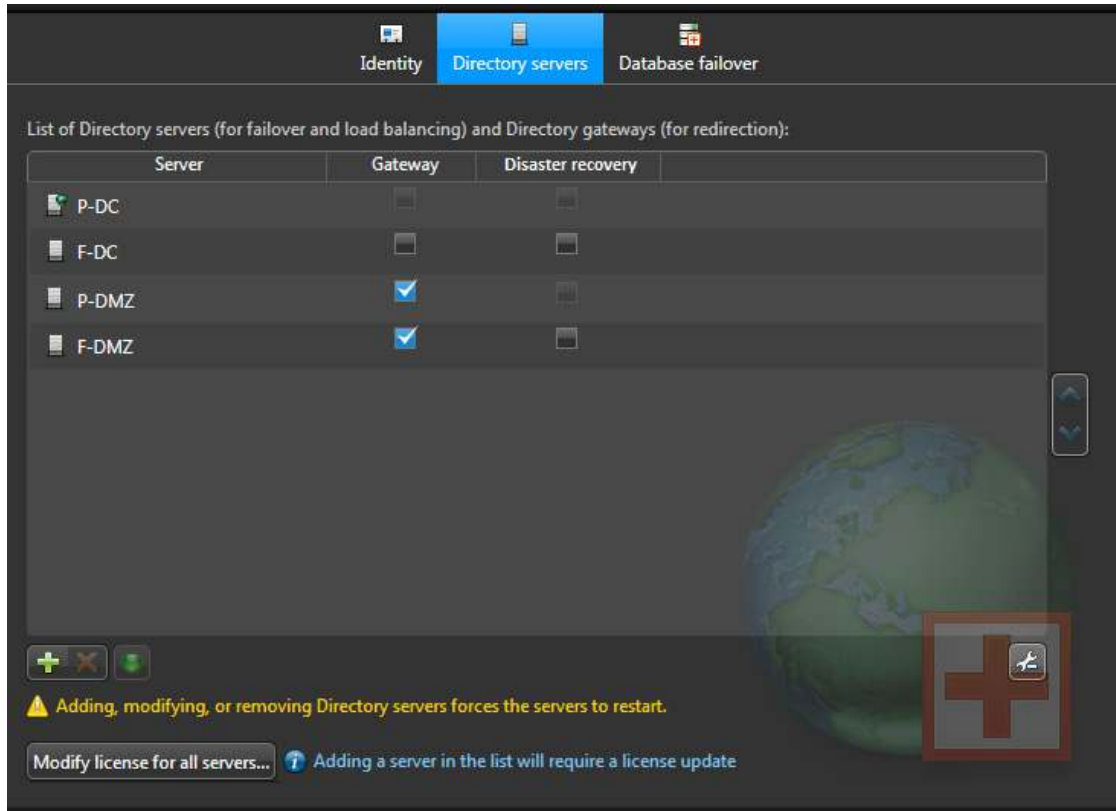 Identity Directory servers Database failover
List of Directory servers (for failover and load balancing) and Directory gateways (for redirection):
Server Gateway Disaster recovery
P-DC
F-DC
P-DMZ
F-DMZ
Adding, modifying, or removing Directory servers forces the servers to restart.
Modify license for all servers... Adding a server in the list will require a license update